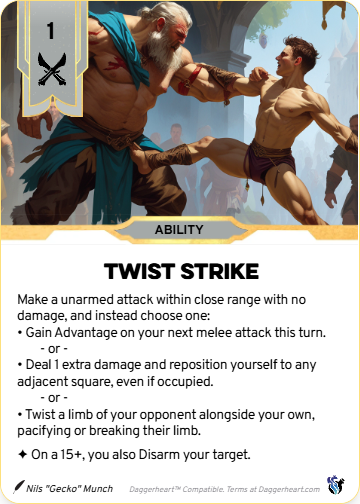 1
ABILITY
TWIST STRIKE
Make a unarmed attack within close range with no
damage, and instead choose one:
• Gain Advantage on your next melee attack this turn.
- or -
• Deal 1 extra damage and reposition yourself to any
adjacent square, even if occupied.
- or -
• Twist a limb of your opponent alongside your own,
pacifying or breaking their limb.
✦ On a 15+, you also Disarm your target.
Nils "Gecko" Munch
Daggerheart™ Compatible. Terms at Daggerheart.com